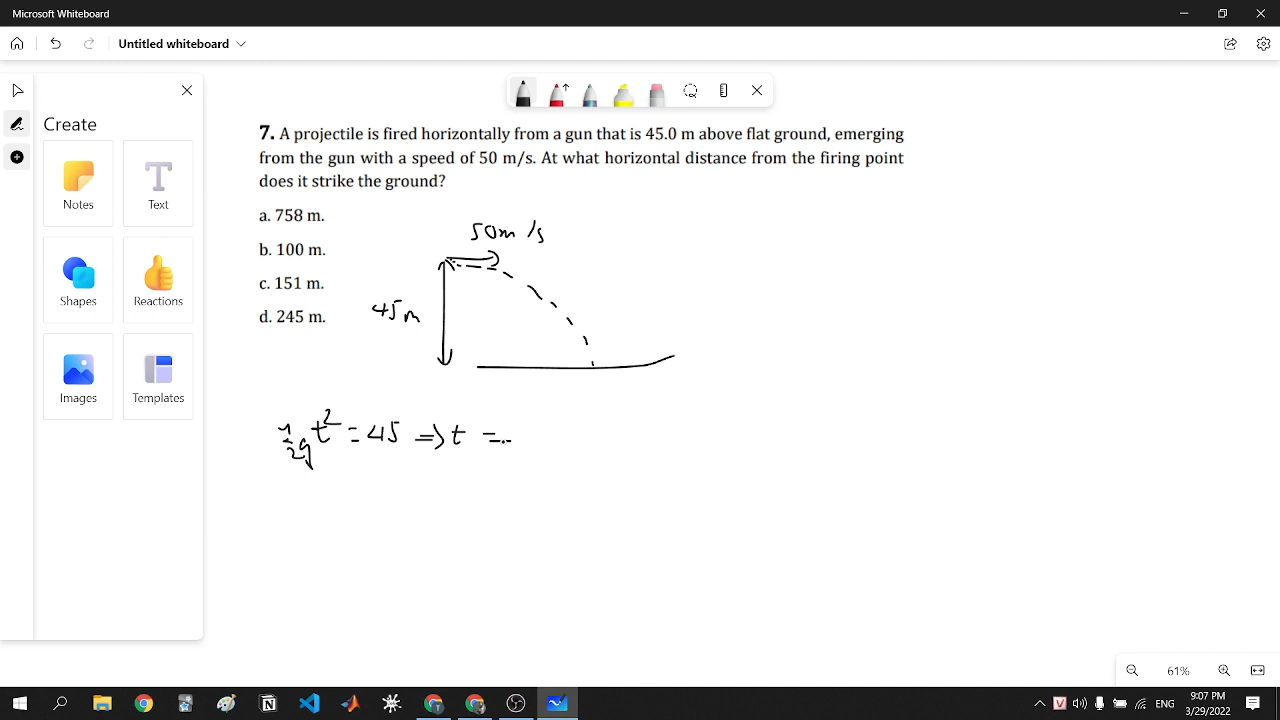 Microsoft Whiteboard
Untitled whiteboard
Create
Notes
Text
Shapes
Reactions
Images
Templates
7. A projectile is fired horizontally from a gun that is 45.0 m above flat ground, emerging
from the gun with a speed of 50 m/s. At what horizontal distance from the firing point
does it strike the ground?
a. 758 m.
b. 100 m.
c. 151 m.
d. 245 m.
50m/s
45m
1/2 g t² = 45 => t =
61%
9:07 PM
3/29/2022